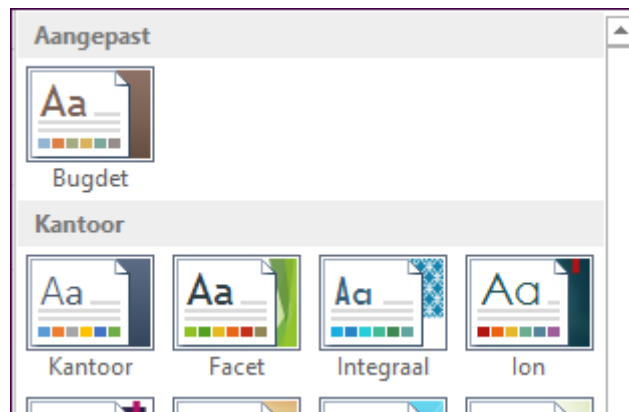 Aangepast
Aa
Bugdet
Kantoor
Aa Aa Aa Aa
Kantoor Facet Integraal Ion